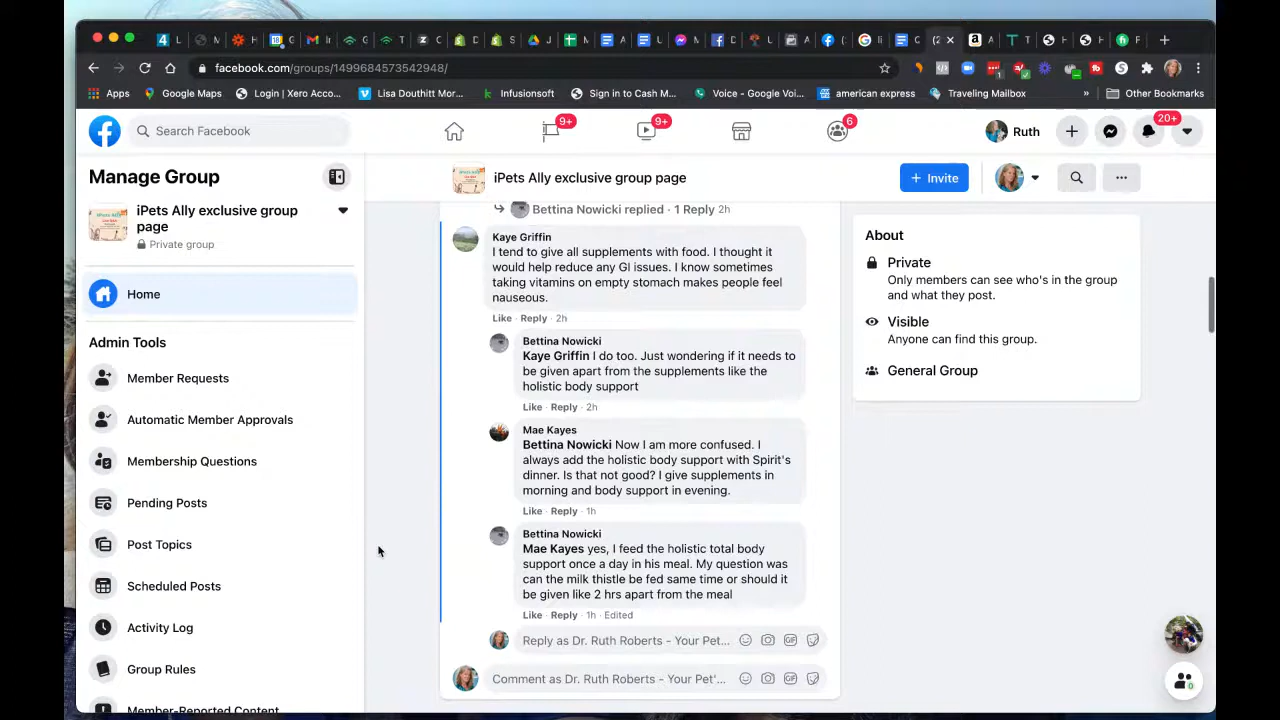 4
L
H
18
G
M
In
G
T
Z
C
D
S
J
M
A
U
M
D
U
A
(
li
C
(2
A
T
T
H
H
F
facebook.com/groups/1499684573542948/
Apps
Google Maps
Login | Xero Acco...
Lisa Douthitt Mor...
Infusionsoft
Sign in to Cash M...
Voice - Google Voi...
american express
Traveling Mailbox
»
Other Bookmarks
Search Facebook
9+
9+
6
Ruth
20+
Manage Group
iPets Ally exclusive group
page
Private group
Home
Admin Tools
Member Requests
Automatic Member Approvals
Membership Questions
Pending Posts
Post Topics
Scheduled Posts
Activity Log
Group Rules
Member-Reported Content
iPets Ally exclusive group page
+ Invite
Bettina Nowicki replied · 1 Reply 2h
Kaye Griffin
I tend to give all supplements with food. I thought it
would help reduce any GI issues. I know sometimes
taking vitamins on empty stomach makes people feel
nauseous.
Like · Reply · 2h
Bettina Nowicki
Kaye Griffin I do too. Just wondering if it needs to
be given apart from the supplements like the
holistic body support
Like · Reply · 2h
Mae Kayes
Bettina Nowicki Now I am more confused. I
always add the holistic body support with Spirit's
dinner. Is that not good? I give supplements in
morning and body support in evening.
Like · Reply · 1h
Bettina Nowicki
Mae Kayes yes, I feed the holistic total body
support once a day in his meal. My question was
can the milk thistle be fed same time or should it
be given like 2 hrs apart from the meal
Like · Reply · 1h · Edited
Reply as Dr. Ruth Roberts - Your Pet...
Comment as Dr. Ruth Roberts - Your Pet'...
About
Private
Only members can see who's in the group
and what they post.
Visible
Anyone can find this group.
General Group